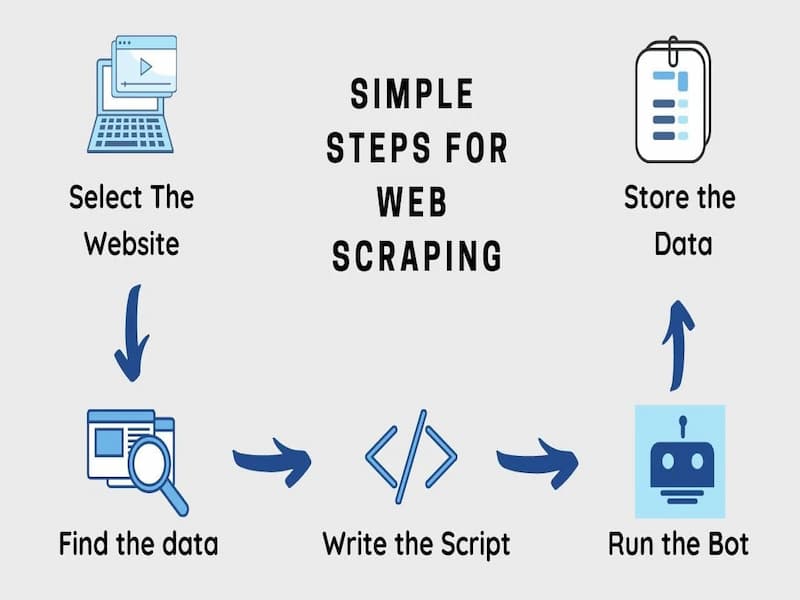 SIMPLE
STEPS FOR
WEB
SCRAPING
Select The
Website
Find the data
Write the Script
Run the Bot
Store the
Data